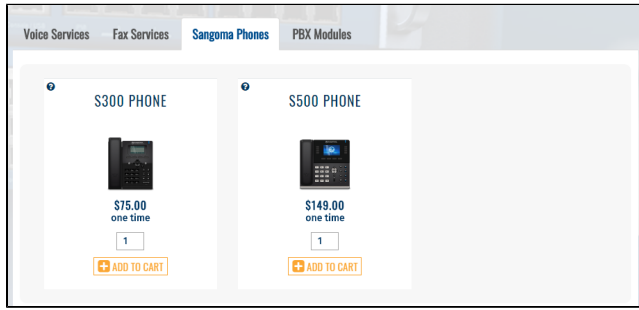 Voice Services Fax Services Sangoma Phones PBX Modules
S300 PHONE
$75.00
one time
1
ADD TO CART
S500 PHONE
$149.00
one time
1
ADD TO CART